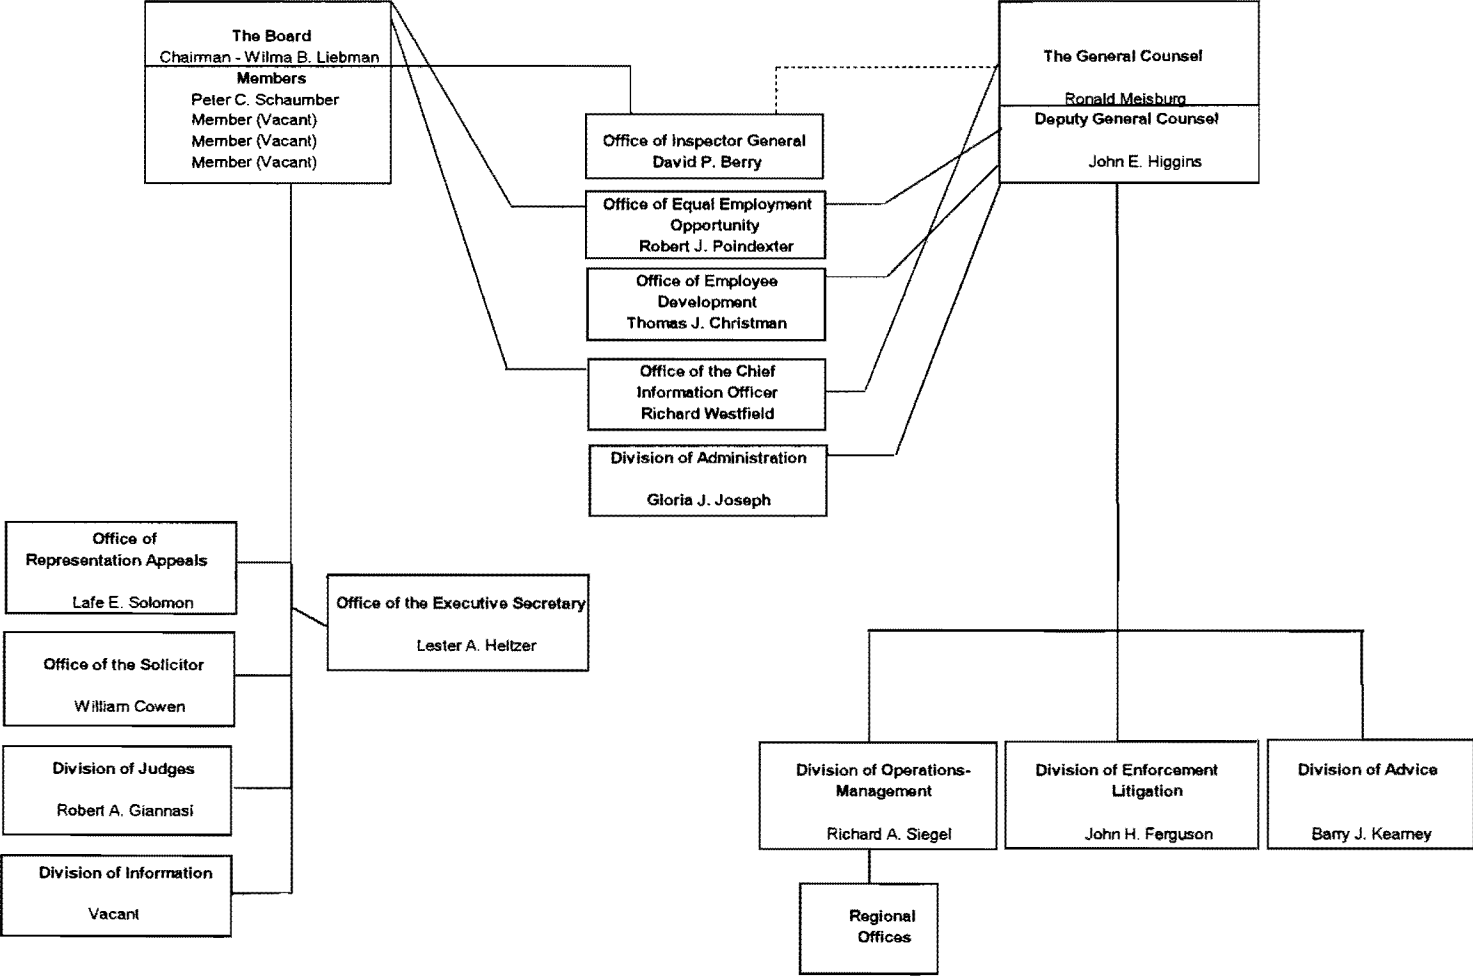 The Board
Chairman - Wilma B. Liebman
Members
Peter C. Schaumber
Member (Vacant)
Member (Vacant)
Member (Vacant)
The General Counsel
Ronald Meisburg
Deputy General Counsel
John E. Higgins
Office of Inspector General
David P. Berry
Office of Equal Employment
Opportunity
Robert J. Poindexter
Office of Employee
Development
Thomas J. Christman
Office of the Chief
Information Officer
Richard Westfield
Division of Administration
Gloria J. Joseph
Office of
Representation Appeals
Lafe E. Solomon
Office of the Executive Secretary
Lester A. Heltzer
Office of the Solicitor
William Cowen
Division of Judges
Robert A. Giannasi
Division of Information
Vacant
Division of Operations-
Management
Richard A. Siegel
Division of Enforcement
Litigation
John H. Ferguson
Division of Advice
Barry J. Kearney
Regional
Offices